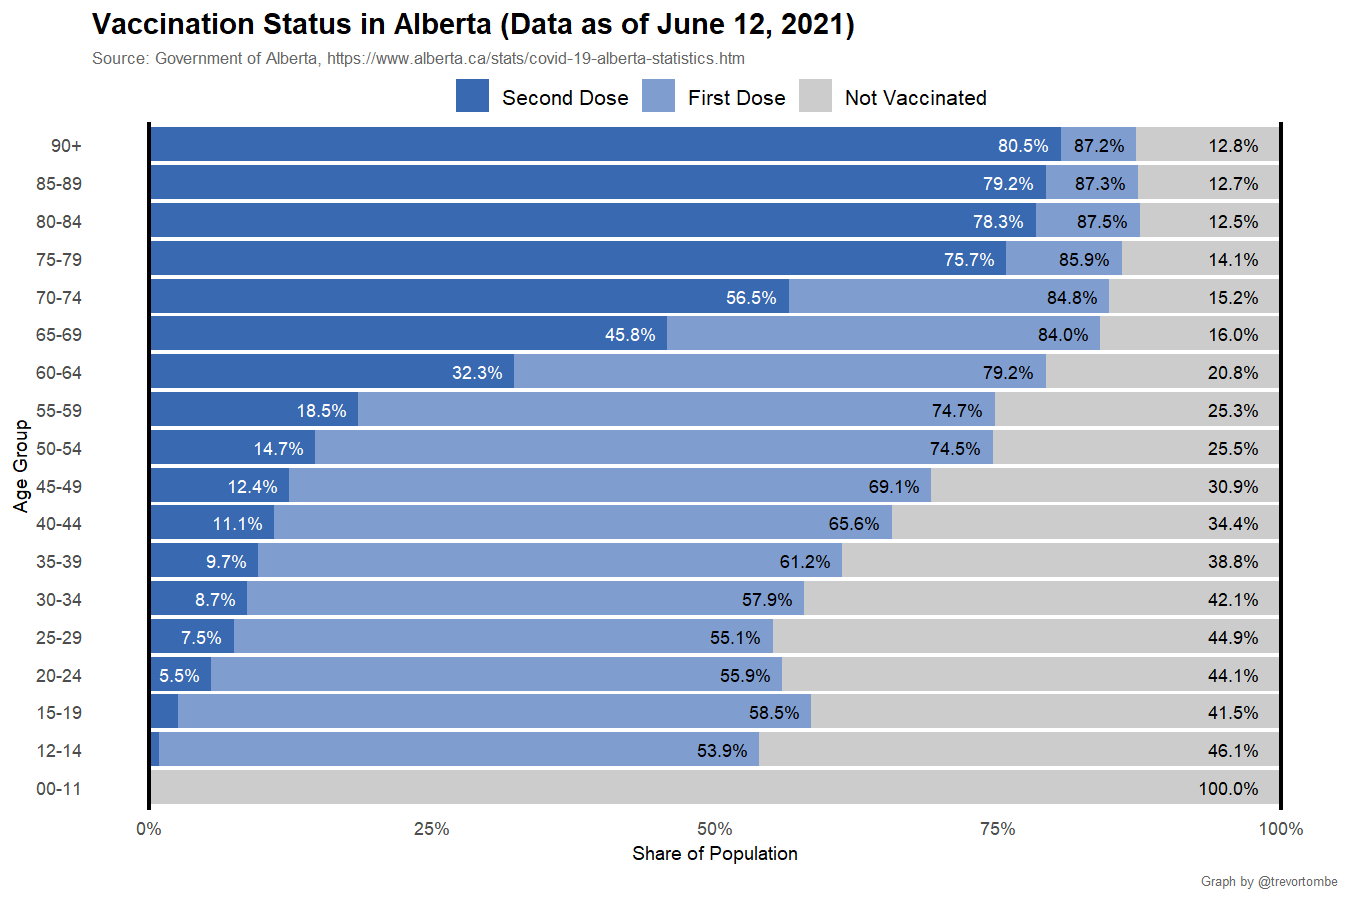 Vaccination Status in Alberta (Data as of June 12, 2021)
Source: Government of Alberta, https://www.alberta.ca/stats/covid-19-alberta-statistics.htm
Second Dose First Dose Not Vaccinated
90+ 80.5% 87.2% 12.8%
85-89 79.2% 87.3% 12.7%
80-84 78.3% 87.5% 12.5%
75-79 75.7% 85.9% 14.1%
70-74 56.5% 84.8% 15.2%
65-69 45.8% 84.0% 16.0%
60-64 32.3% 79.2% 20.8%
55-59 18.5% 74.7% 25.3%
50-54 14.7% 74.5% 25.5%
Age Group
45-49 12.4% 69.1% 30.9%
40-44 11.1% 65.6% 34.4%
35-39 9.7% 61.2% 38.8%
30-34 8.7% 57.9% 42.1%
25-29 7.5% 55.1% 44.9%
20-24 5.5% 55.9% 44.1%
15-19 58.5% 41.5%
12-14 53.9% 46.1%
00-11 100.0%
0% 25% 50% 75% 100%
Share of Population
Graph by @trevortombe